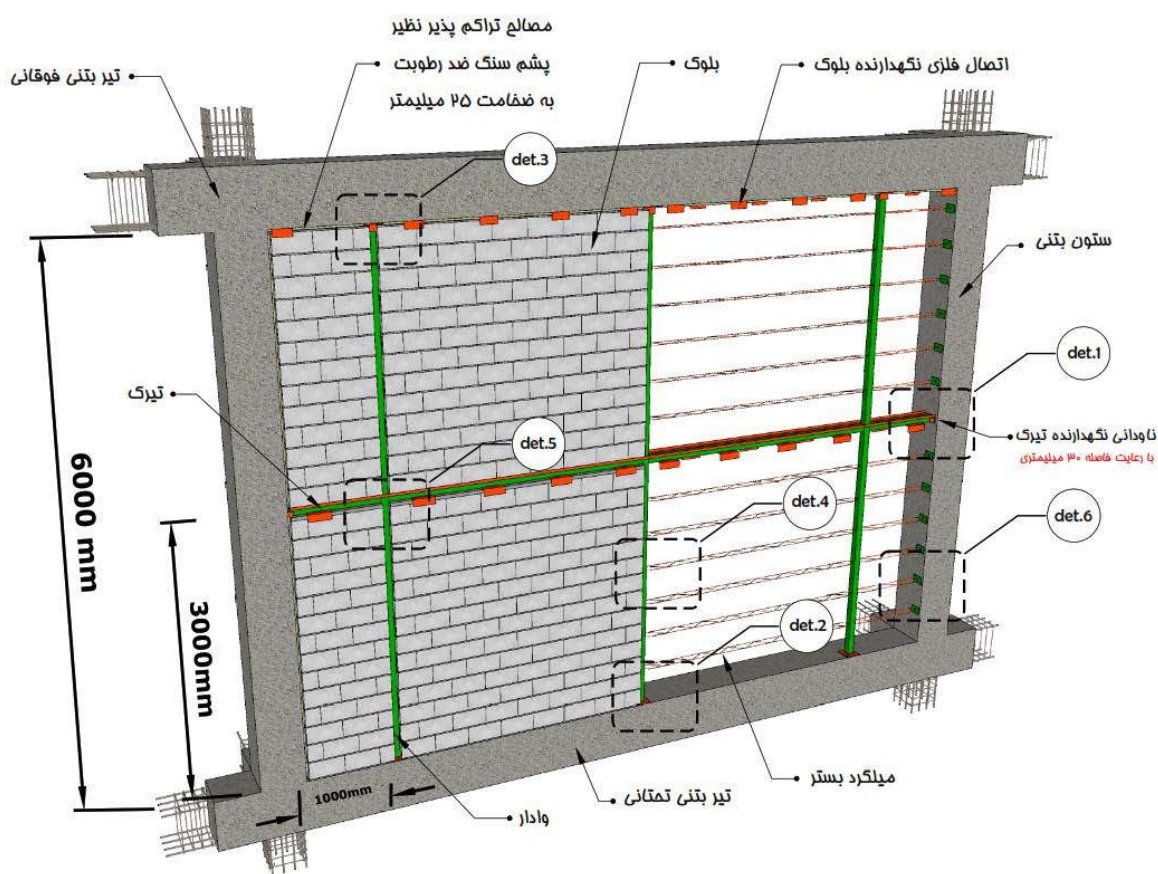 مصالح تراکم پذیر نظیر
پشم سنگ ضد رطوبت
به ضخامت ۲۵ میلیمتر
بلوک
اتصال فلزی نگهدارنده بلوک
تیر بتنی فوقانی
det.3
ستون بتنی
det.1
تیرک
det.5
ناودانی نگهدارنده تیرک
با رعایت فاصله ۳۰ میلیمتری
6000 mm
det.4
det.6
3000mm
det.2
میلگرد بستر
1000mm
تیر بتنی تحتانی
وادار